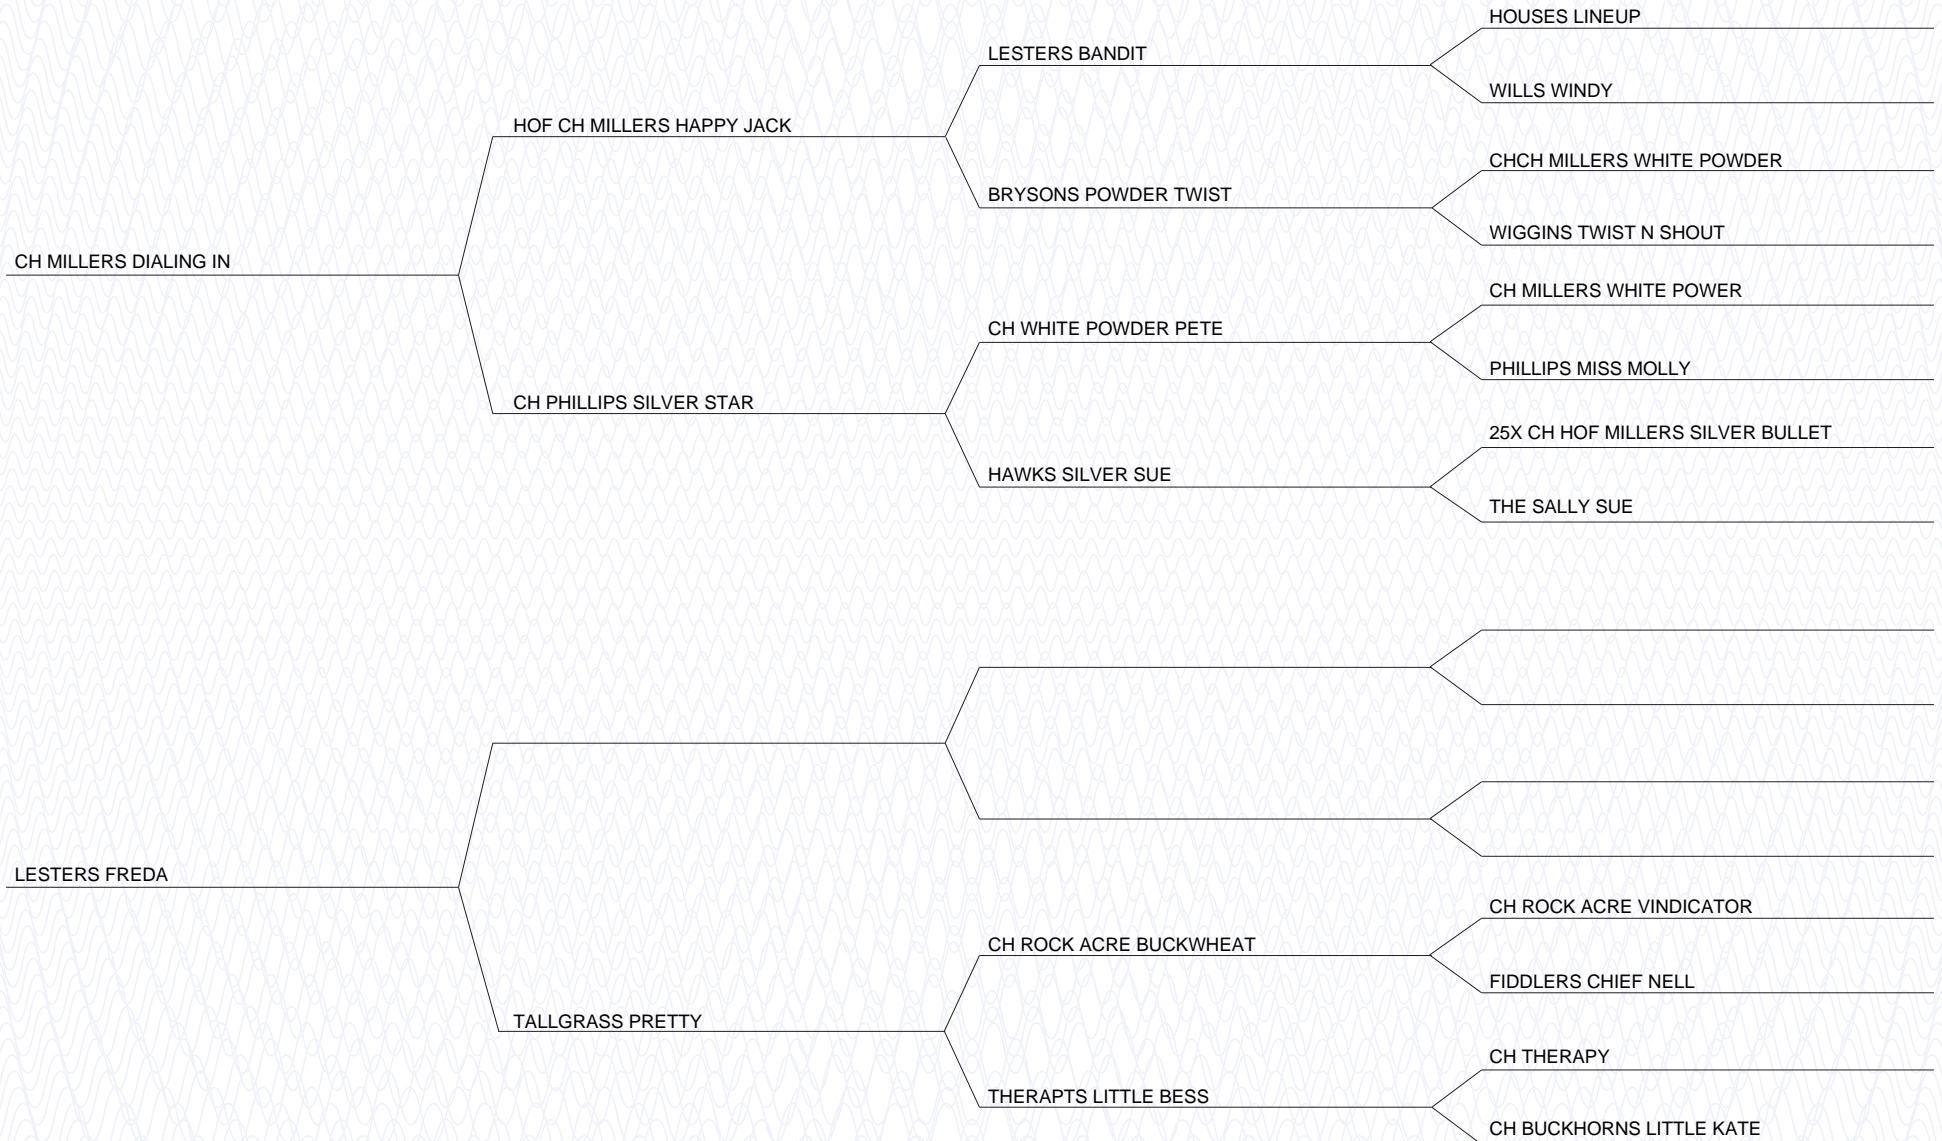 HOUSES LINEUP
LESTERS BANDIT
WILLS WINDY
HOF CH MILLERS HAPPY JACK
CHCH MILLERS WHITE POWDER
BRYSONS POWDER TWIST
WIGGINS TWIST N SHOUT
CH MILLERS DIALING IN
CH MILLERS WHITE POWER
CH WHITE POWDER PETE
PHILLIPS MISS MOLLY
CH PHILLIPS SILVER STAR
25X CH HOF MILLERS SILVER BULLET
HAWKS SILVER SUE
THE SALLY SUE
LESTERS FREDA
CH ROCK ACRE VINDICATOR
CH ROCK ACRE BUCKWHEAT
FIDDLERS CHIEF NELL
TALLGRASS PRETTY
CH THERAPY
THERAPTS LITTLE BESS
CH BUCKHORNS LITTLE KATE